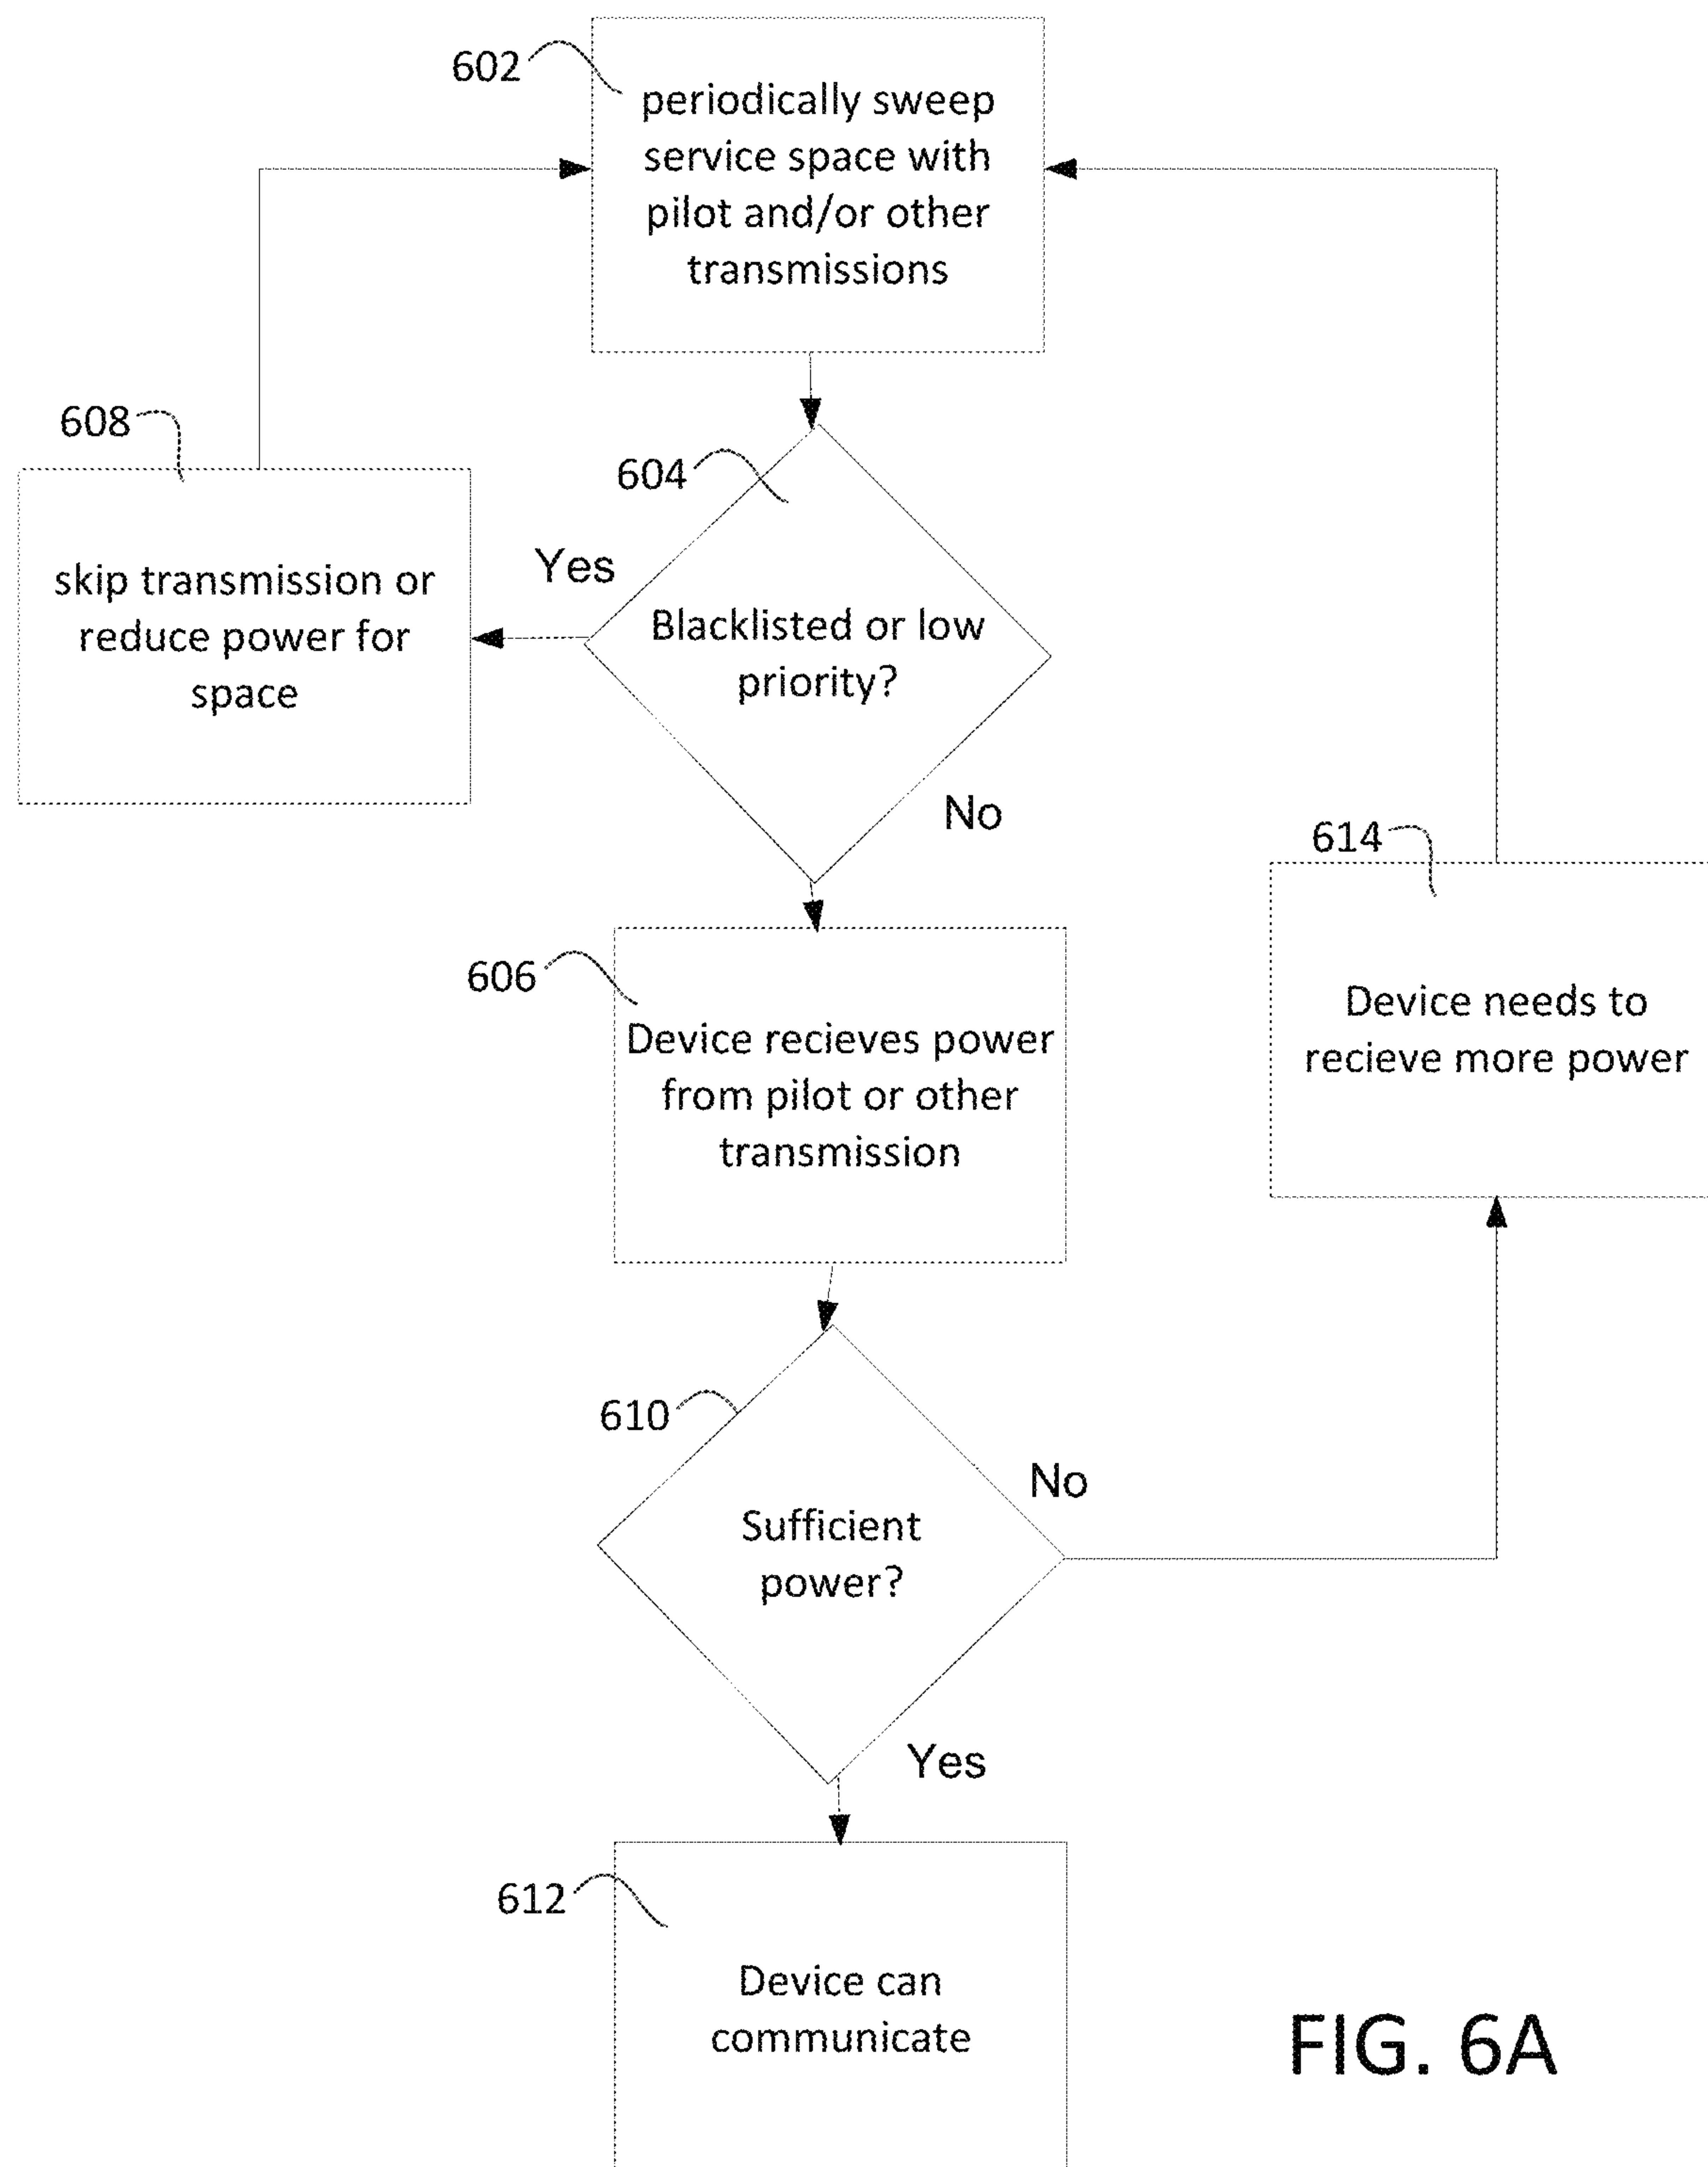 602
periodically sweep
service space with
pilot and/or other
transmissions
608
604
Yes
skip transmission or
reduce power for
space
Blacklisted or low
priority?
No
614
606
Device recieves power
from pilot or other
transmission
Device needs to
recieve more power
610
No
Sufficient
power?
Yes
612
Device can
communicate
FIG. 6A